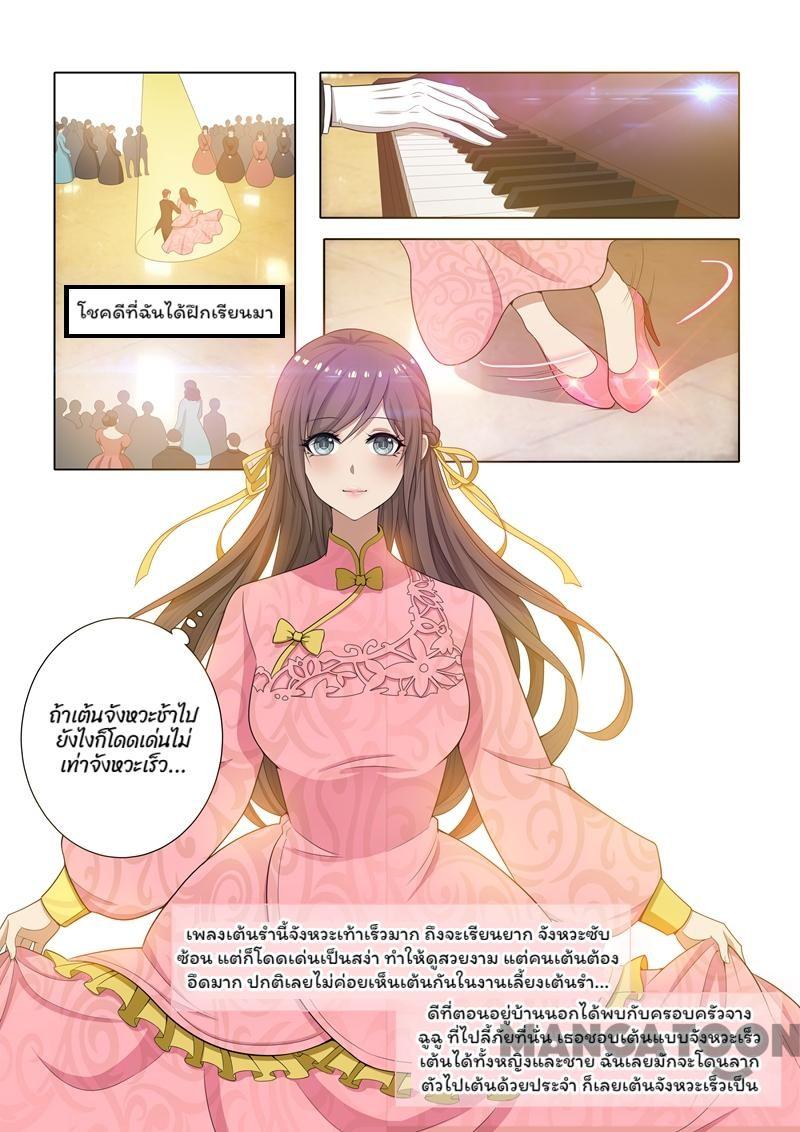 โชคดีที่ฉันได้ฝึกเรียนมา
ถ้าเต้นจังหวะช้าไป
ยังไงก็โดดเด่นไม่
เท่าจังหวะเร็ว...
เพลงเต้นรำนี้จังหวะเท้าเร็วมาก ถึงจะเรียนยาก จังหวะซับ
ซ้อน แต่ก็โดดเด่นเป็นสง่า ทำให้ดูสวยงาม แต่คนเต้นต้อง
อึดมาก ปกติเลยไม่ค่อยเห็นเต้นกันในงานเลี้ยงเต้นรำ...
ดีที่ตอนอยู่บ้านนอกได้พบกับครอบครัวจาง
ฉูฉู ที่ไปลี้ภัยที่นั่น เธอชอบเต้นแบบจังหวะเร็ว
MANGATOON
เต้นได้ทั้งหญิงและชาย ฉันเลยมักจะโดนลาก
ตัวไปเต้นด้วยประจำ ก็เลยเต้นจังหวะเร็วเป็น